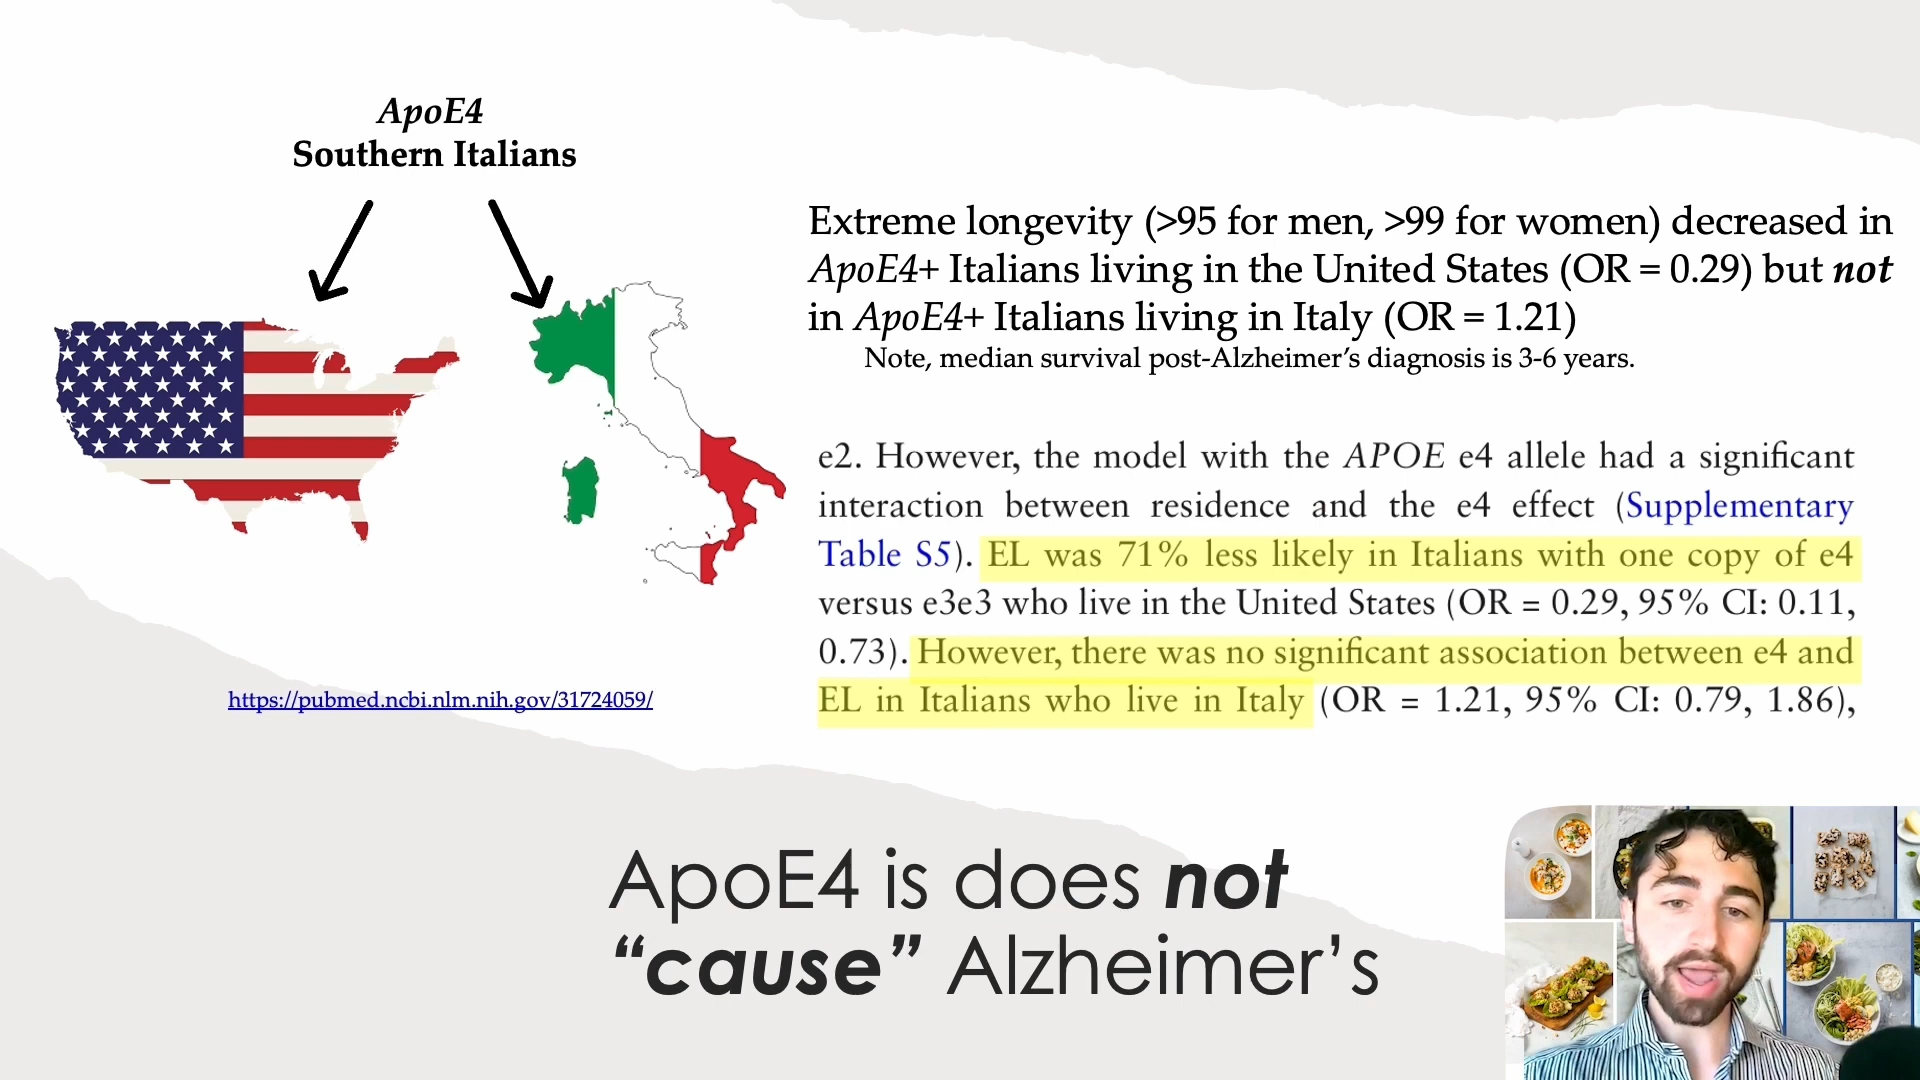 ApoE4
Southern Italians
Extreme longevity (>95 for men, >99 for women) decreased in
ApoE4+ Italians living in the United States (OR = 0.29) but not
in ApoE4+ Italians living in Italy (OR = 1.21)
Note, median survival post-Alzheimer’s diagnosis is 3-6 years.
e2. However, the model with the APOE e4 allele had a significant
interaction between residence and the e4 effect (Supplementary
Table S5). EL was 71% less likely in Italians with one copy of e4
versus e3e3 who live in the United States (OR = 0.29, 95% CI: 0.11,
0.73). However, there was no significant association between e4 and
EL in Italians who live in Italy (OR = 1.21, 95% CI: 0.79, 1.86),
https://pubmed.ncbi.nlm.nih.gov/31724059/
ApoE4 is does not
“cause” Alzheimer’s